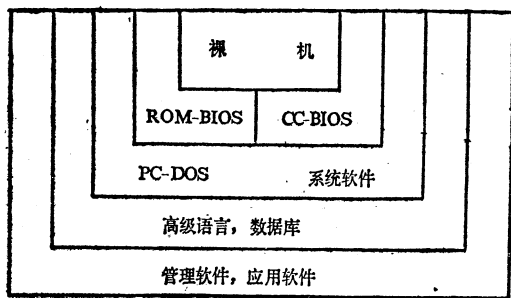 裸 机
ROM-BIOS CC-BIOS
PC-DOS 系统软件
高级语言，数据库
管理软件，应用软件